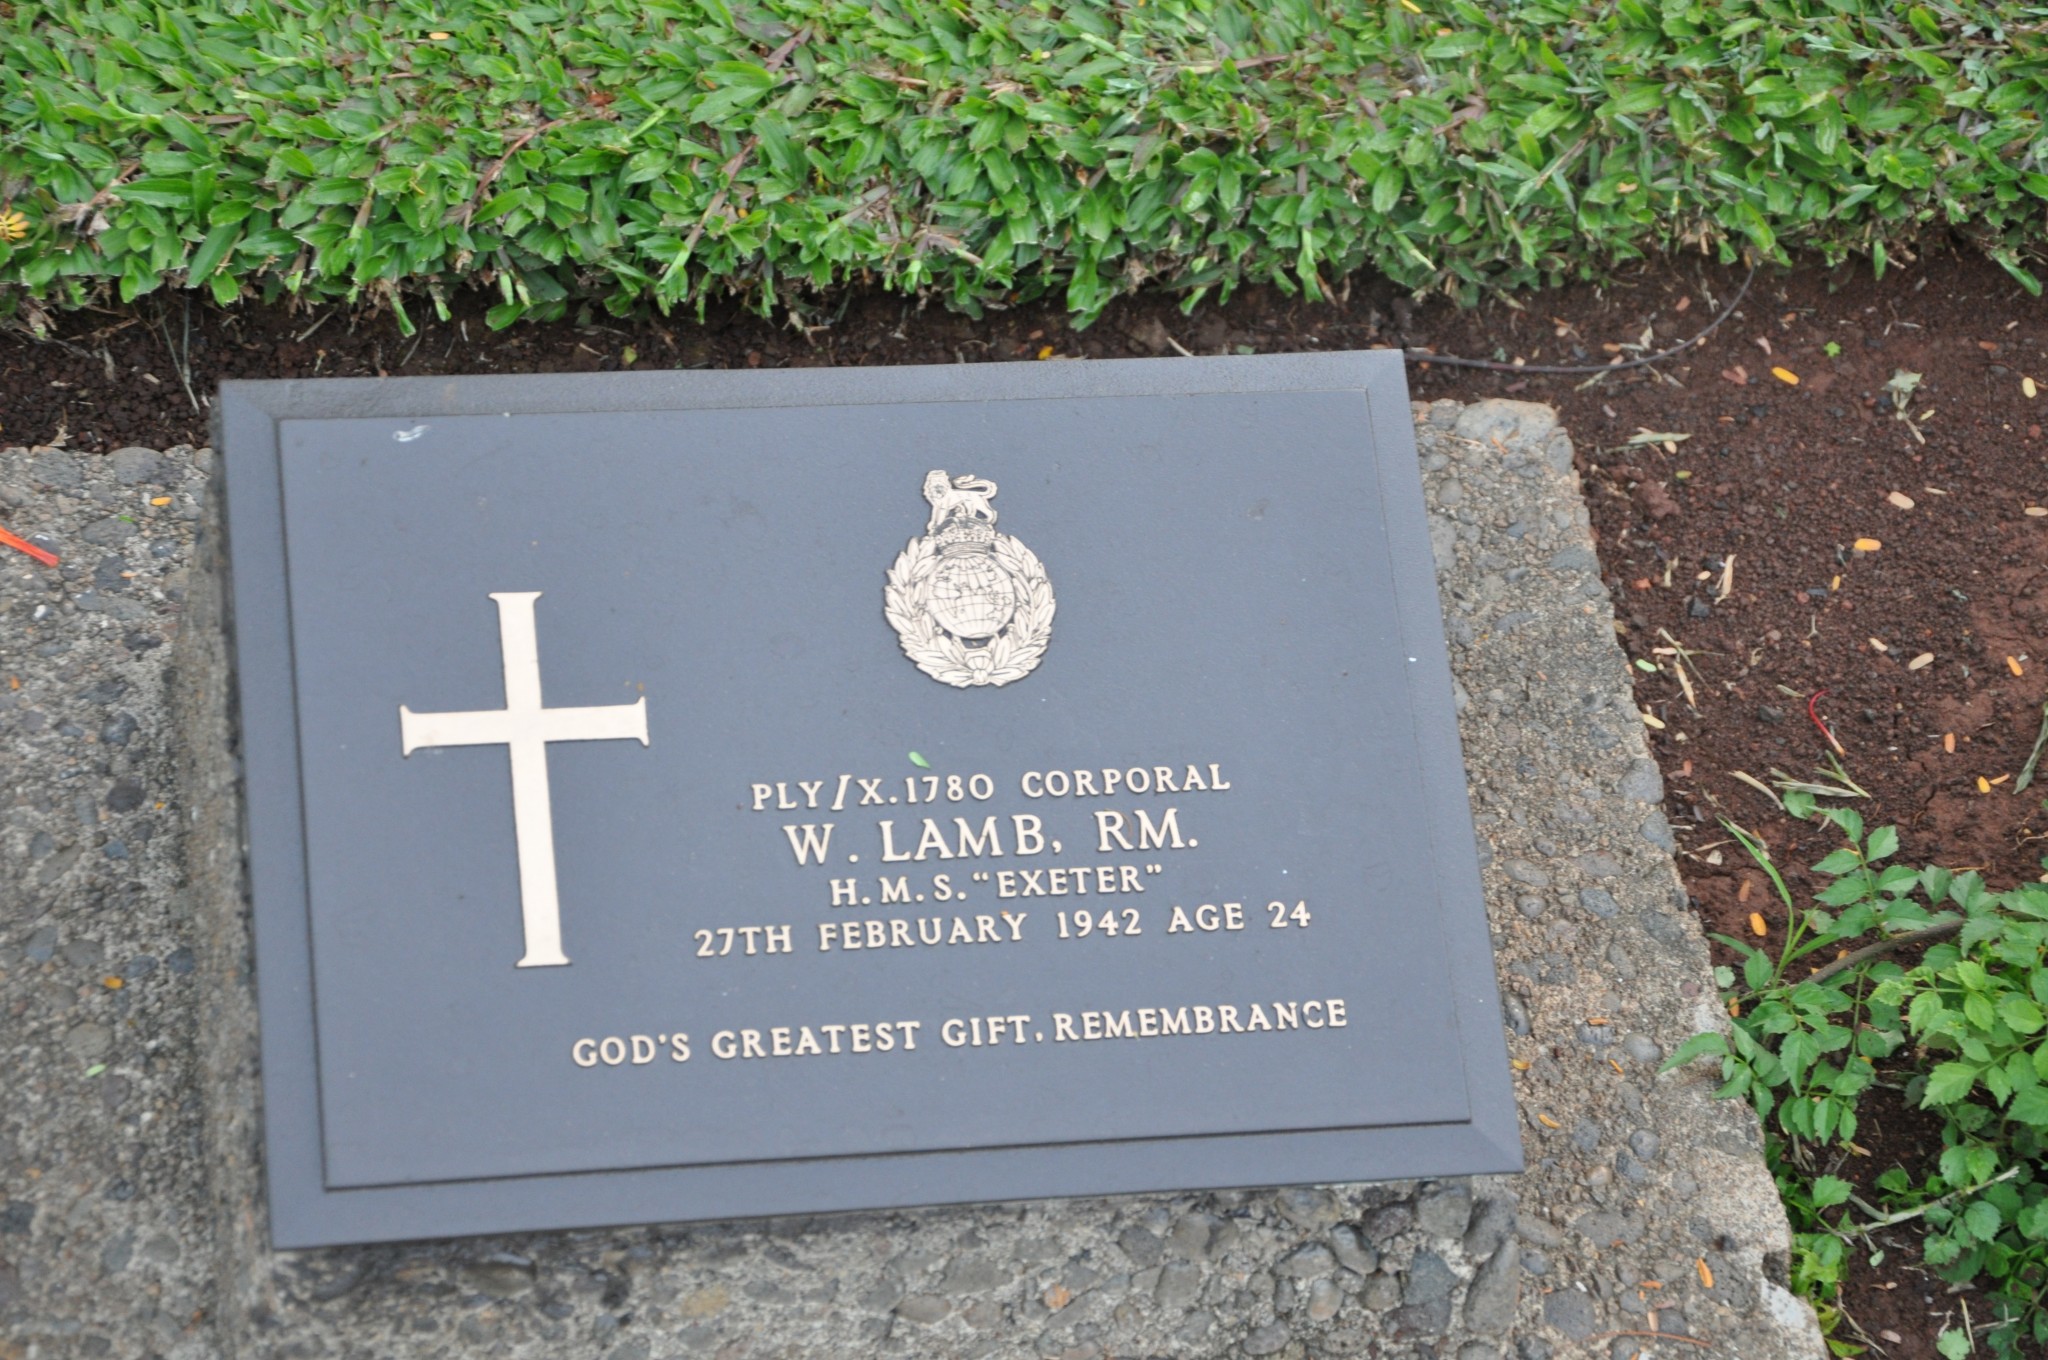 PLY/X.1780 CORPORAL
W. LAMB, RM.
H.M.S. "EXETER"
27TH FEBRUARY 1942 AGE 24
GOD'S GREATEST GIFT, REMEMBRANCE